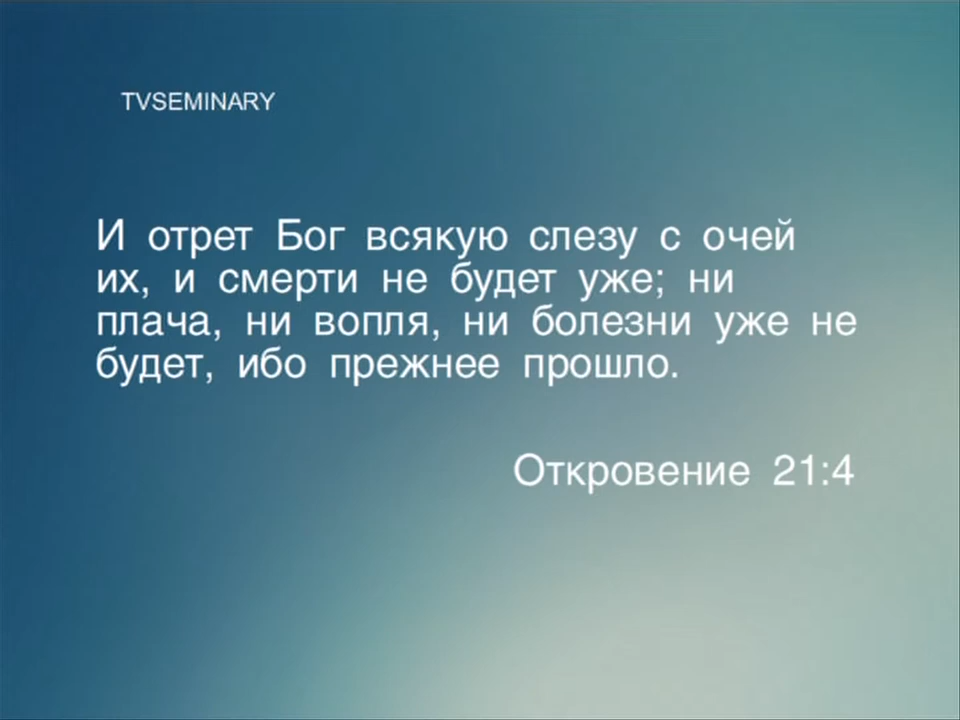 TVSEMINARY
И отрет Бог всякую слезу с очей
их, и смерти не будет уже; ни
плача, ни вопля, ни болезни уже не
будет, ибо прежнее прошло.
Откровение 21:4